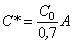 C* = C₀/0,7 A